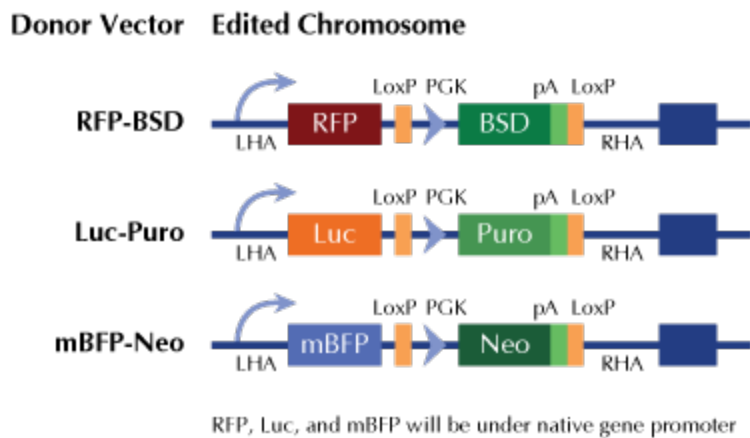 Donor Vector Edited Chromosome
LoxP PGK pA LoxP
RFP-BSD RFP BSD
LHA RHA
LoxP PGK pA LoxP
Luc-Puro Luc Puro
LHA RHA
LoxP PGK pA LoxP
mBFP-Neo mBFP Neo
LHA RHA
RFP, Luc, and mBFP will be under native gene promoter